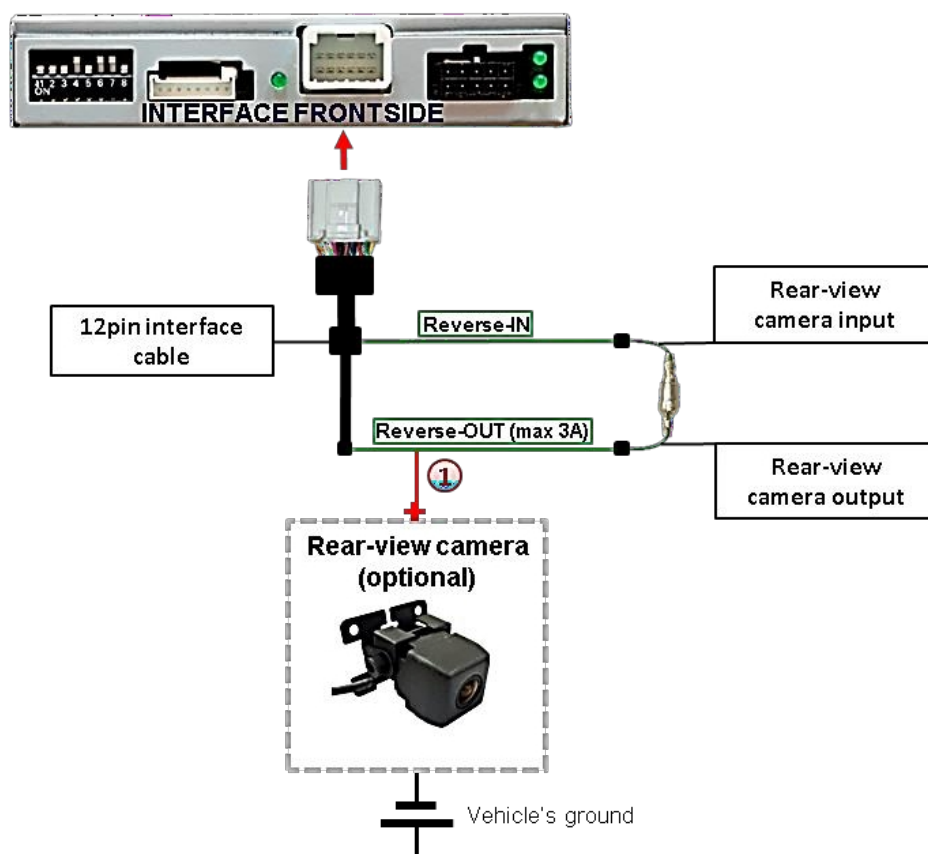 1 2 3 4 5 6 7 8
ON
INTERFACE FRONTSIDE
12pin interface
cable
Reverse-IN
Rear-view
camera input
Reverse-OUT (max 3A)
1
Rear-view
camera output
Rear-view camera
(optional)
Vehicle's ground